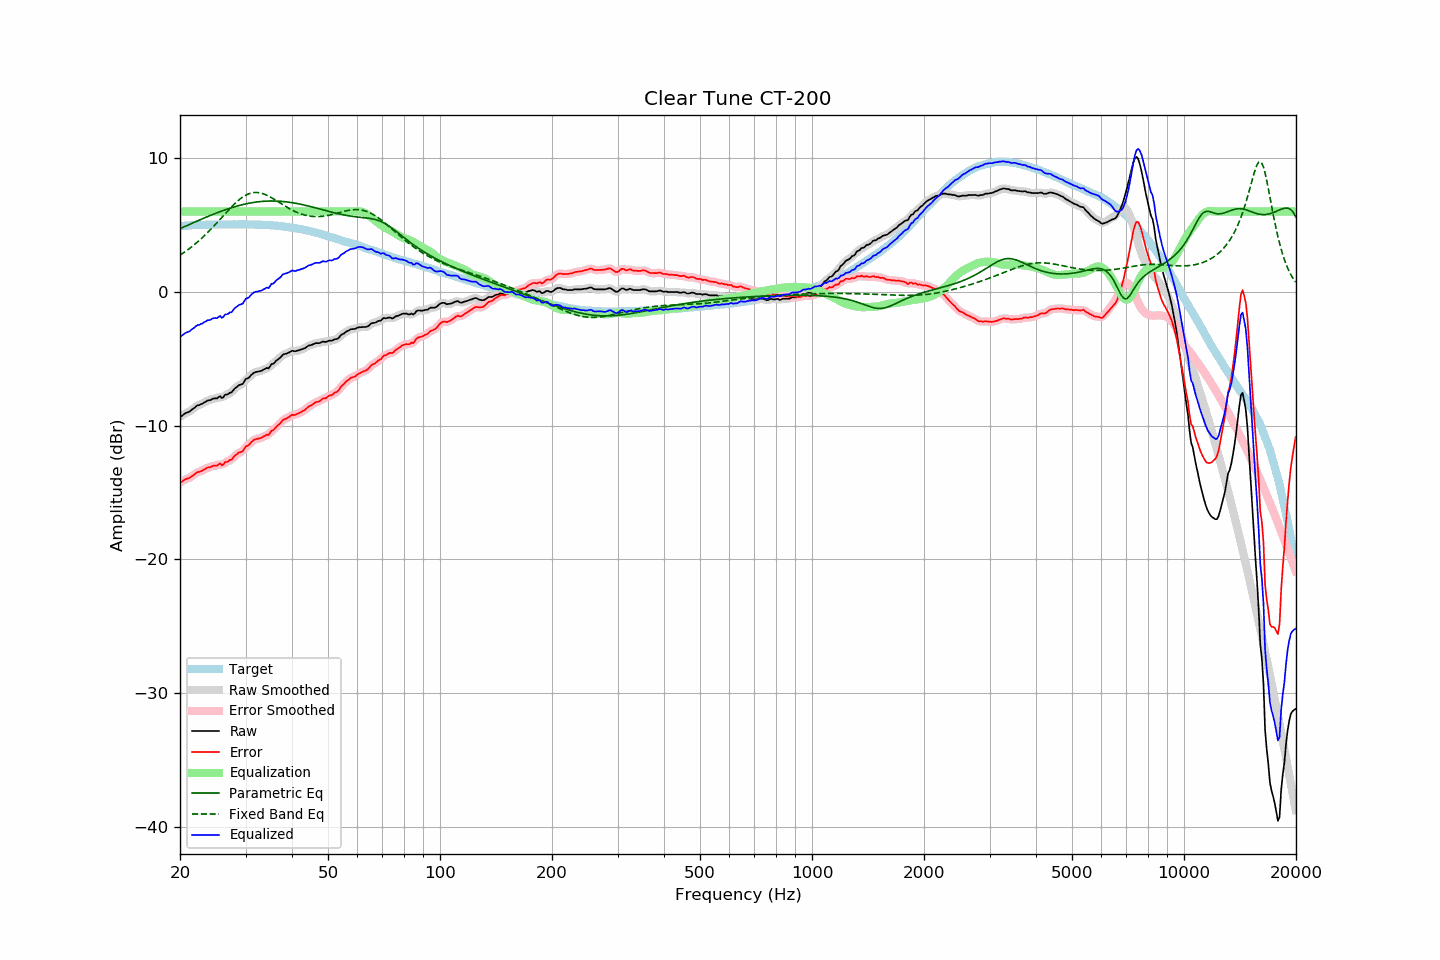 Clear Tune CT-200
10
0
−10
−20
−30
−40
Amplitude (dBr)
Target
Raw Smoothed
Error Smoothed
Raw
Error
Equalization
Parametric Eq
Fixed Band Eq
Equalized
20
50
100
200
500
1000
2000
5000
10000
20000
Frequency (Hz)